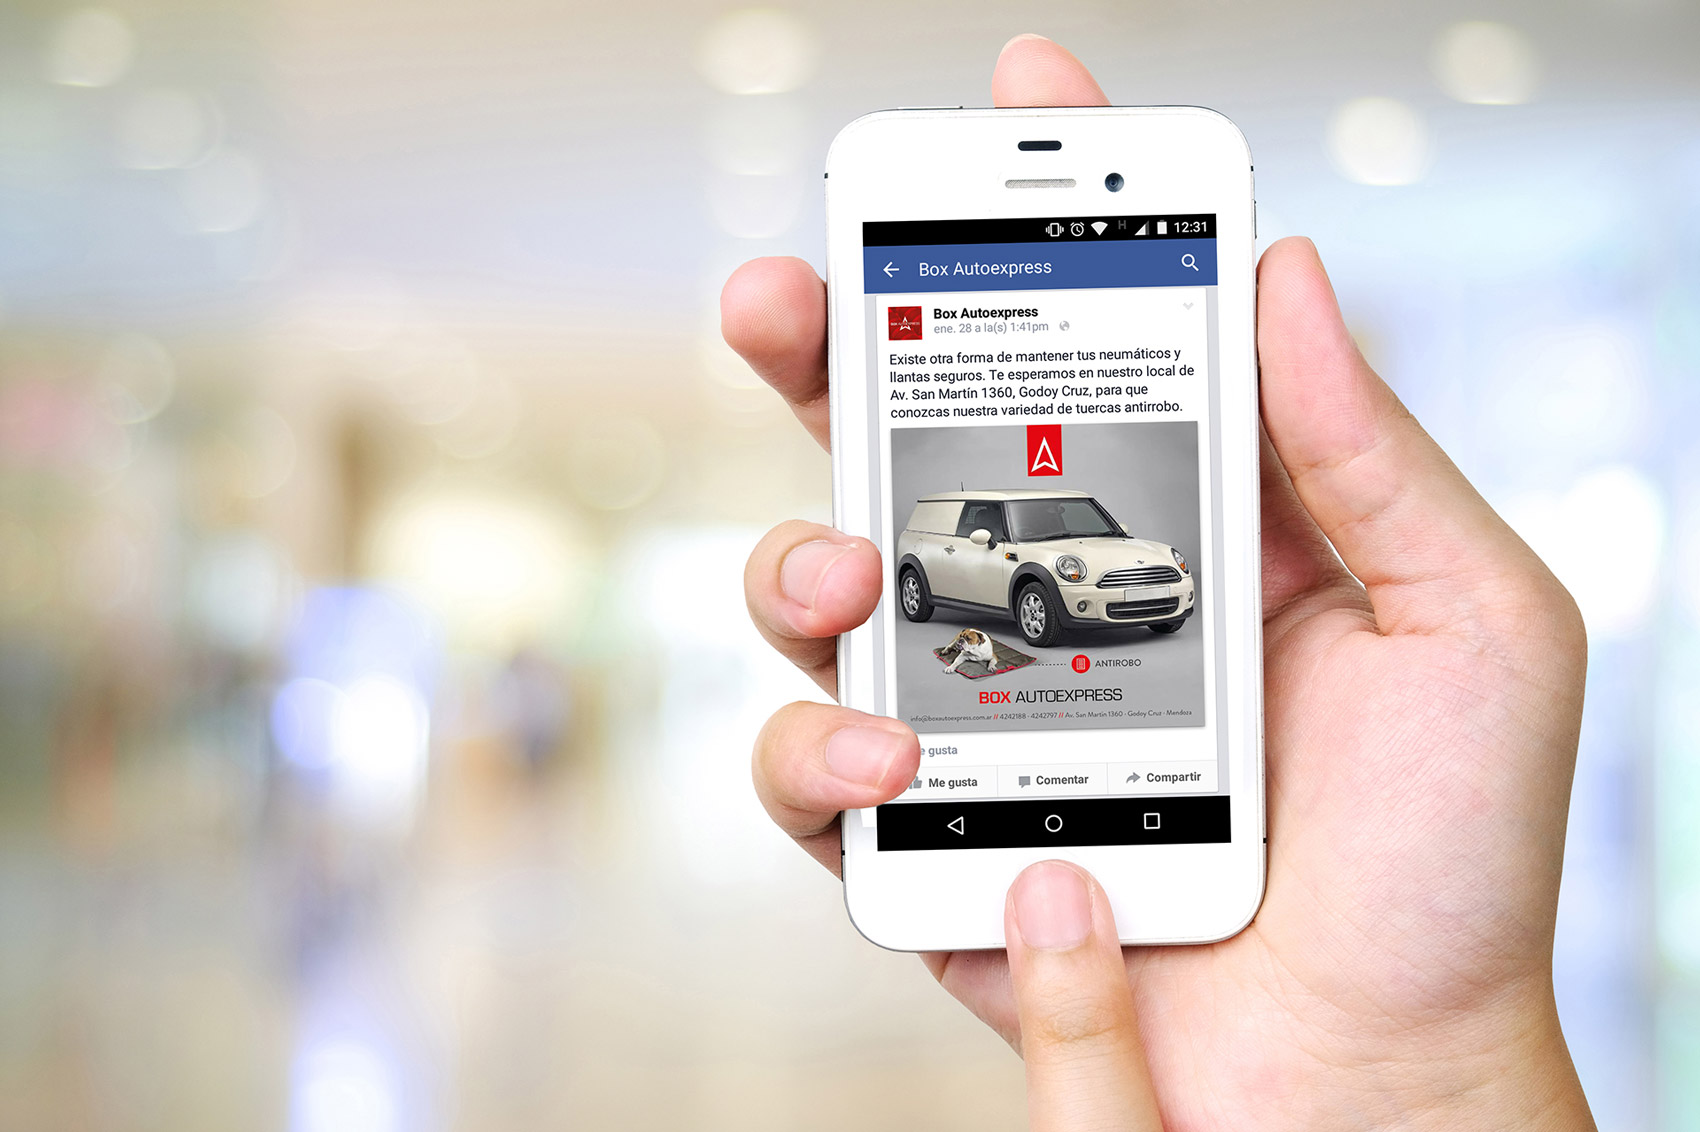 H 12:31
Box Autoexpress
Box Autoexpress
ene. 28 a la(s) 1:41pm
Existe otra forma de mantener tus neumáticos y
llantas seguros. Te esperamos en nuestro local de
Av. San Martín 1360, Godoy Cruz, para que
conozcas nuestra variedad de tuercas antirrobo.
ANTIROBO
BOX AUTOEXPRESS
info@boxautoexpress.com.ar // 4242188 - 4242797 // Av. San Martín 1360 - Godoy Cruz - Mendoza
e gusta
Me gusta Comentar Compartir